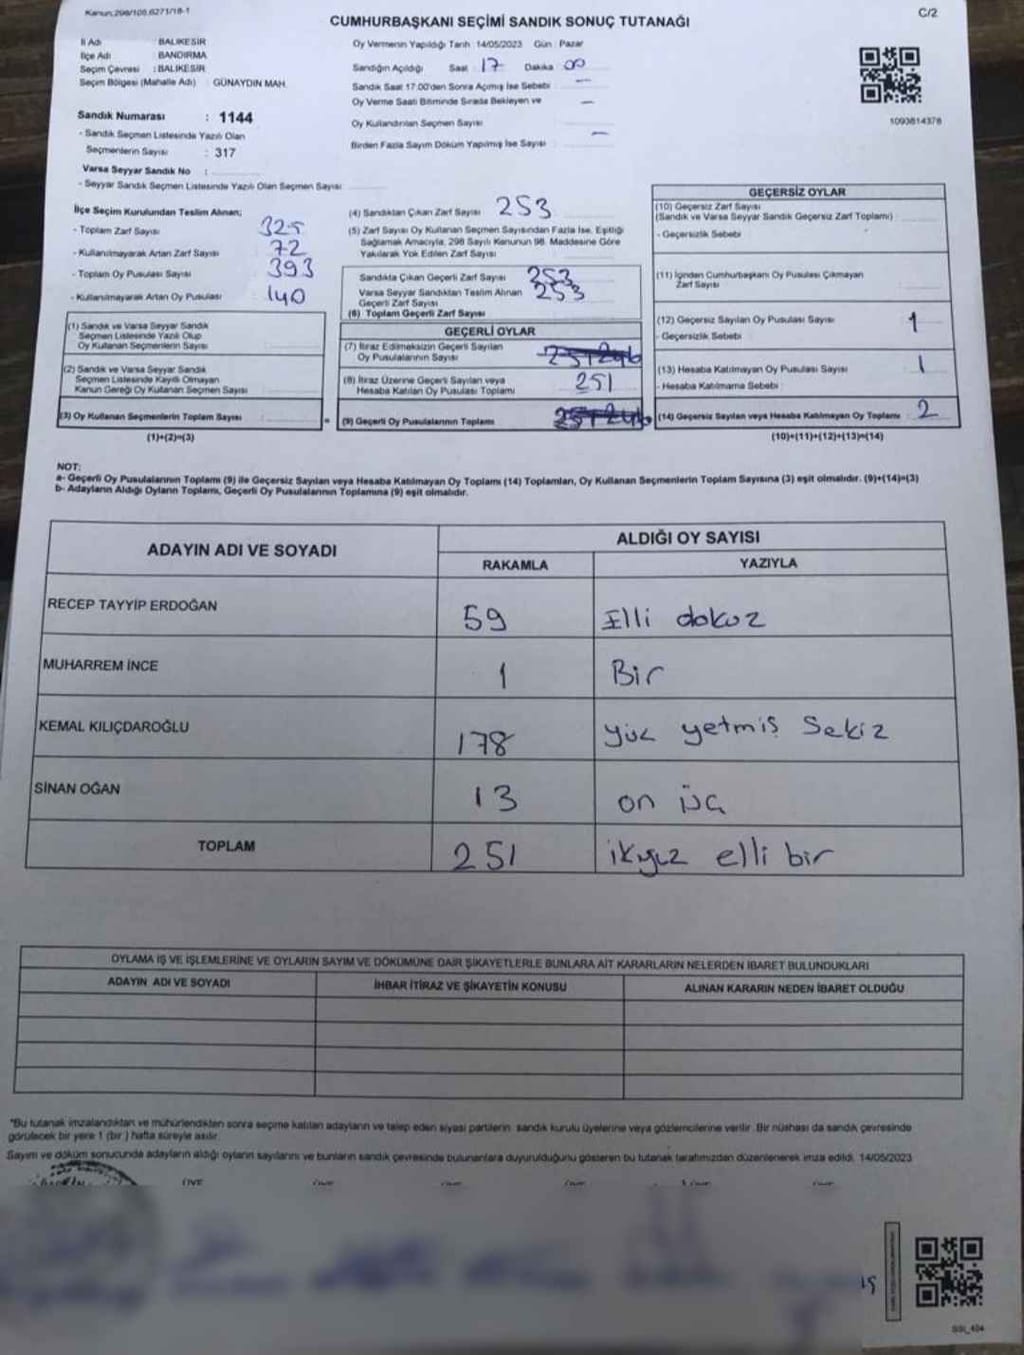 Kanun:298/105,6271/18-1
C/2
CUMHURBAŞKANI SEÇİMİ SANDIK SONUÇ TUTANAĞI
İl Adı : BALIKESİR
İlçe Adı : BANDIRMA
Seçim Çevresi : BALIKESİR
Seçim Bölgesi (Mahalle Adı) : GÜNAYDIN MAH.
Sandık Numarası : 1144
- Sandık Seçmen Listesinde Yazılı Olan
Seçmenlerin Sayısı : 317
Varsa Seyyar Sandık No :
- Seyyar Sandık Seçmen Listesinde Yazılı Olan Seçmen Sayısı
Oy Vermenin Yapıldığı Tarih 14/05/2023 Gün : Pazar
Sandığın Açıldığı Saat 17 Dakika 00
Sandık Saat 17:00'den Sonra Açımış İse Sebebi —
Oy Verme Saati Bitiminde Sırada Bekleyen ve —
Oy Kullandırılan Seçmen Sayısı
Birden Fazla Sayım Döküm Yapılmış İse Sayısı —
1093814378
İlçe Seçim Kurulundan Teslim Alınan;
- Toplam Zarf Sayısı 325
- Kullanılmayarak Artan Zarf Sayısı 72
- Toplam Oy Pusulası Sayısı 393
- Kullanılmayarak Artan Oy Pusulası 140
(1) Sandık ve Varsa Seyyar Sandık
Seçmen Listesinde Yazılı Olup
Oy Kullanan Seçmenlerin Sayısı
(2) Sandık ve Varsa Seyyar Sandık
Seçmen Listesinde Kayıtlı Olmayan
Kanun Gereği Oy Kullanan Seçmen Sayısı
(3) Oy Kullanan Seçmenlerin Toplam Sayısı =
(1)+(2)=(3)
(4) Sandıktan Çıkan Zarf Sayısı 253
(5) Zarf Sayısı Oy Kullanan Seçmen Sayısından Fazla İse, Eşitliği
Sağlamak Amacıyla, 298 Sayılı Kanunun 98. Maddesine Göre
Yakılarak Yok Edilen Zarf Sayısı
Sandıkta Çıkan Geçerli Zarf Sayısı 253
Varsa Seyyar Sandıktan Teslim Alınan
Geçerli Zarf Sayısı 253
(6) Toplam Geçerli Zarf Sayısı
GEÇERLİ OYLAR
(7) İtiraz Edilmeksizin Geçerli Sayılan
Oy Pusulalarının Sayısı
(8) İtiraz Üzerine Geçerli Sayılan veya
Hesaba Katılan Oy Pusulası Toplamı 251
(9) Geçerli Oy Pusulalarının Toplamı
GEÇERSİZ OYLAR
(10) Geçersiz Zarf Sayısı
(Sandık ve Varsa Seyyar Sandık Geçersiz Zarf Toplamı)
- Geçersizlik Sebebi
(11) İçinden Cumhurbaşkanı Oy Pusulası Çıkmayan
Zarf Sayısı
(12) Geçersiz Sayılan Oy Pusulası Sayısı 1
- Geçersizlik Sebebi
(13) Hesaba Katılmayan Oy Pusulası Sayısı 1
- Hesaba Katılmama Sebebi
(14) Geçersiz Sayılan veya Hesaba Katılmayan Oy Toplamı 2
(10)+(11)+(12)+(13)=(14)
NOT:
a- Geçerli Oy Pusulalarının Toplamı (9) ile Geçersiz Sayılan veya Hesaba Katılmayan Oy Toplamı (14) Toplamları, Oy Kullanan Seçmenlerin Toplam Sayısına (3) eşit olmalıdır. (9)+(14)=(3)
b- Adayların Aldığı Oyların Toplamı, Geçerli Oy Pusulalarının Toplamına (9) eşit olmalıdır.
ADAYIN ADI VE SOYADI
ALDIĞI OY SAYISI
RAKAMLA YAZIYLA
RECEP TAYYİP ERDOĞAN 59 Elli dokuz
MUHARREM İNCE 1 Bir
KEMAL KILIÇDAROĞLU 178 yüz yetmiş sekiz
SİNAN OĞAN 13 on üç
TOPLAM 251 ikiyüz elli bir
OYLAMA İŞ VE İŞLEMLERİNE VE OYLARIN SAYIM VE DÖKÜMÜNE DAİR ŞİKAYETLERLE BUNLARA AİT KARARLARIN NELERDEN İBARET BULUNDUKLARI
ADAYIN ADI VE SOYADI İHBAR İTİRAZ VE ŞİKAYETİN KONUSU ALINAN KARARIN NEDEN İBARET OLDUĞU
*Bu tutanak imzalandıktan ve mühürlendikten sonra seçime katılan adayların ve talep eden siyasi partilerin sandık kurulu üyelerine veya gözlemcilerine verilir. Bir nüshası da sandık çevresinde
görülecek bir yere 1 (bir) hafta süreyle asılır.
Sayım ve döküm sonucunda adayların aldığı oyların sayılarını ve bunların sandık çevresinde bulunanlara duyurulduğunu gösteren bu tutanak tarafımızdan düzenlenerek imza edildi. 14/05/2023